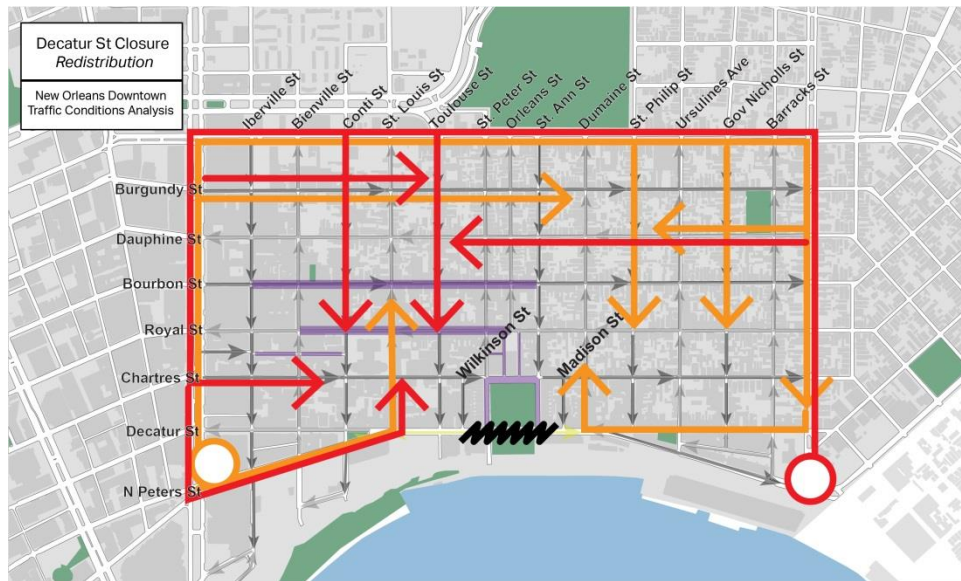 Decatur St Closure
Redistribution
New Orleans Downtown
Traffic Conditions Analysis
Iberville St
Bienville St
Conti St
St. Louis St
Toulouse St
St. Peter St
Orleans St
St. Ann St
Dumaine St
St. Philip St
Ursulines Ave
Gov Nicholls St
Barracks St
Burgundy St
Dauphine St
Bourbon St
Royal St
Chartres St
Decatur St
N Peters St
Wilkinson St
Madison St